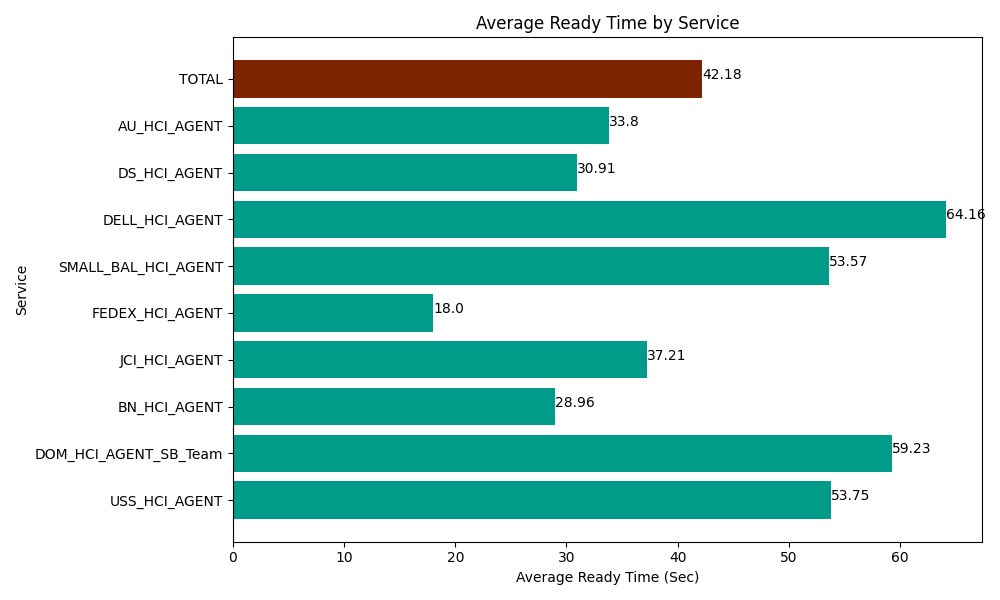 Average Ready Time by Service
Service
TOTAL 42.18
AU_HCI_AGENT 33.8
DS_HCI_AGENT 30.91
DELL_HCI_AGENT 64.16
SMALL_BAL_HCI_AGENT 53.57
FEDEX_HCI_AGENT 18.0
JCI_HCI_AGENT 37.21
BN_HCI_AGENT 28.96
DOM_HCI_AGENT_SB_Team 59.23
USS_HCI_AGENT 53.75
0 10 20 30 40 50 60
Average Ready Time (Sec)